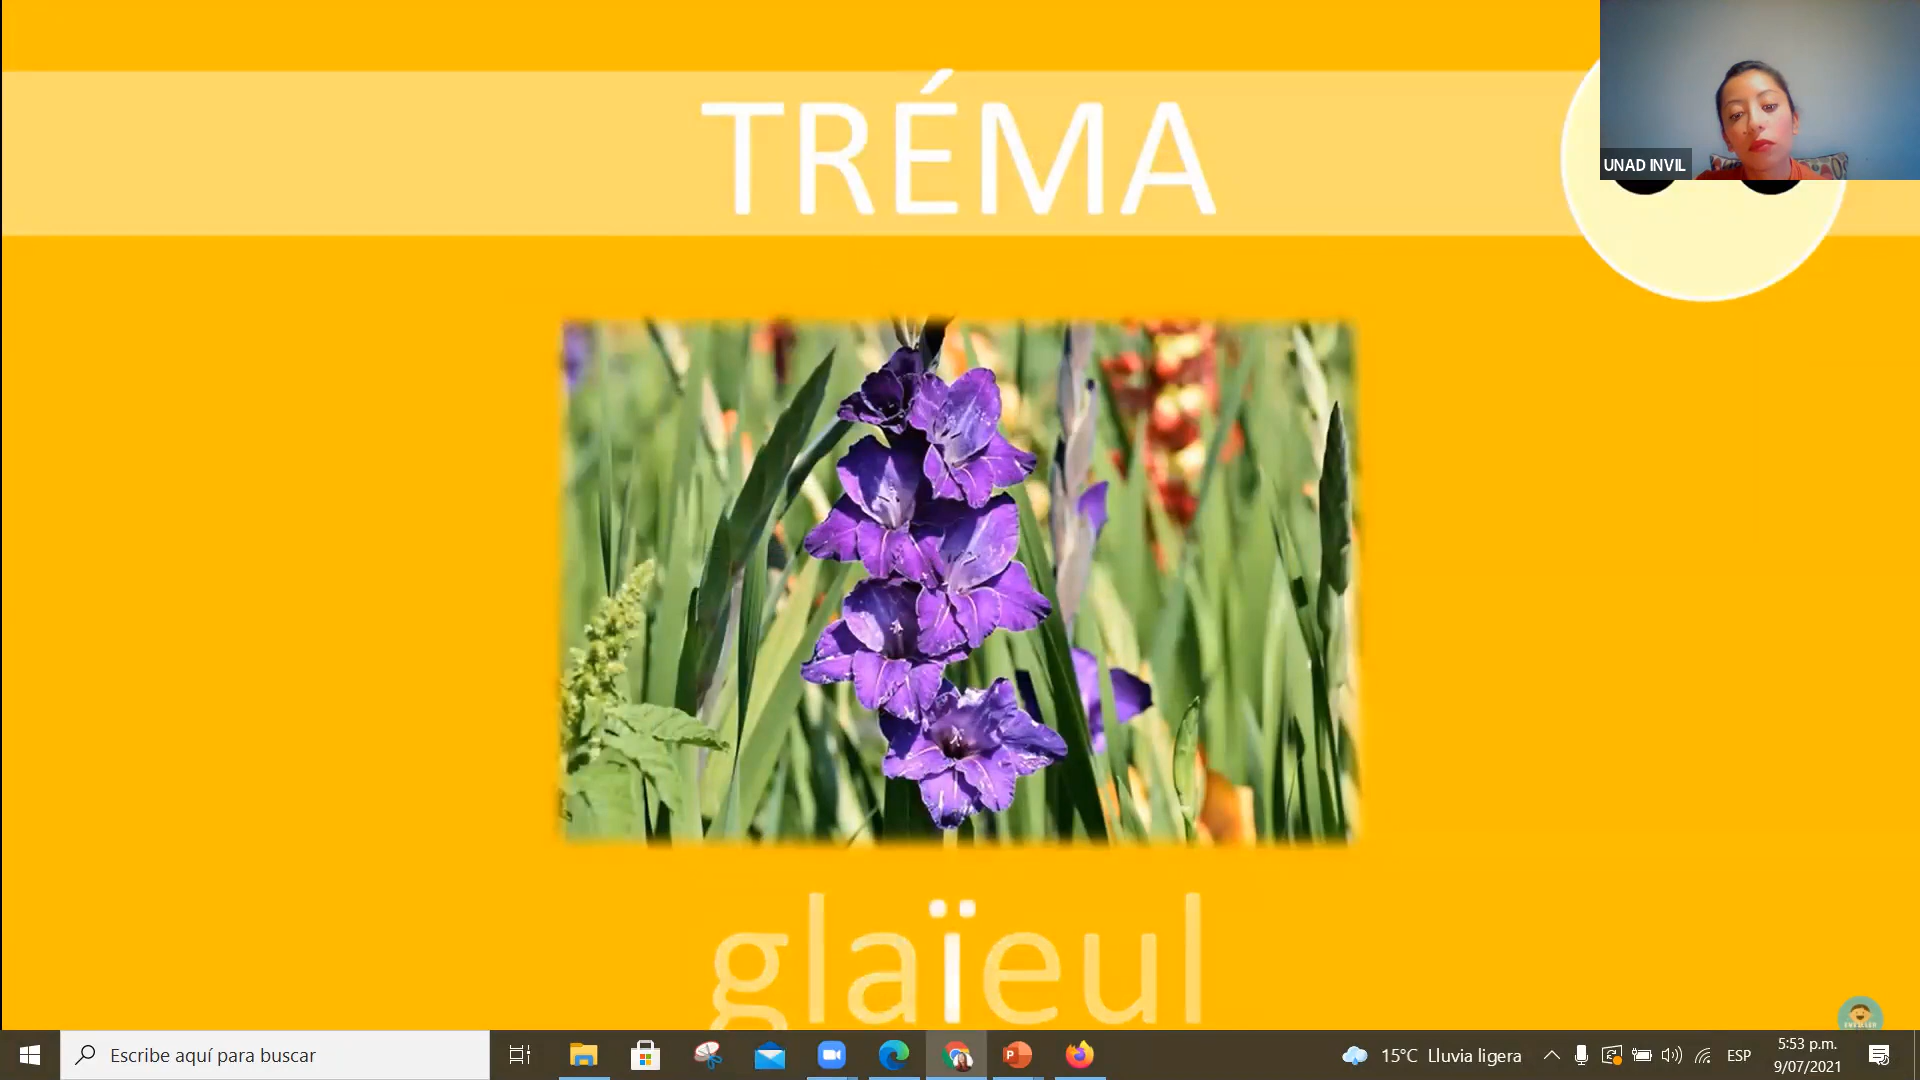 TRÉMA
UNAD INVIL
glaïeul
Escribe aquí para buscar
15°C Lluvia ligera
ESP
5:53 p.m.
9/07/2021